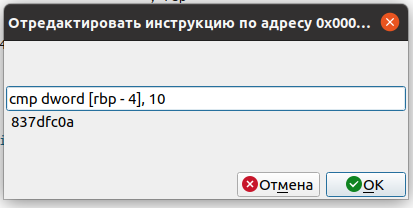 Отредактировать инструкцию по адресу 0x000...
cmp dword [rbp - 4], 10
837dfc0a
Отмена
OK